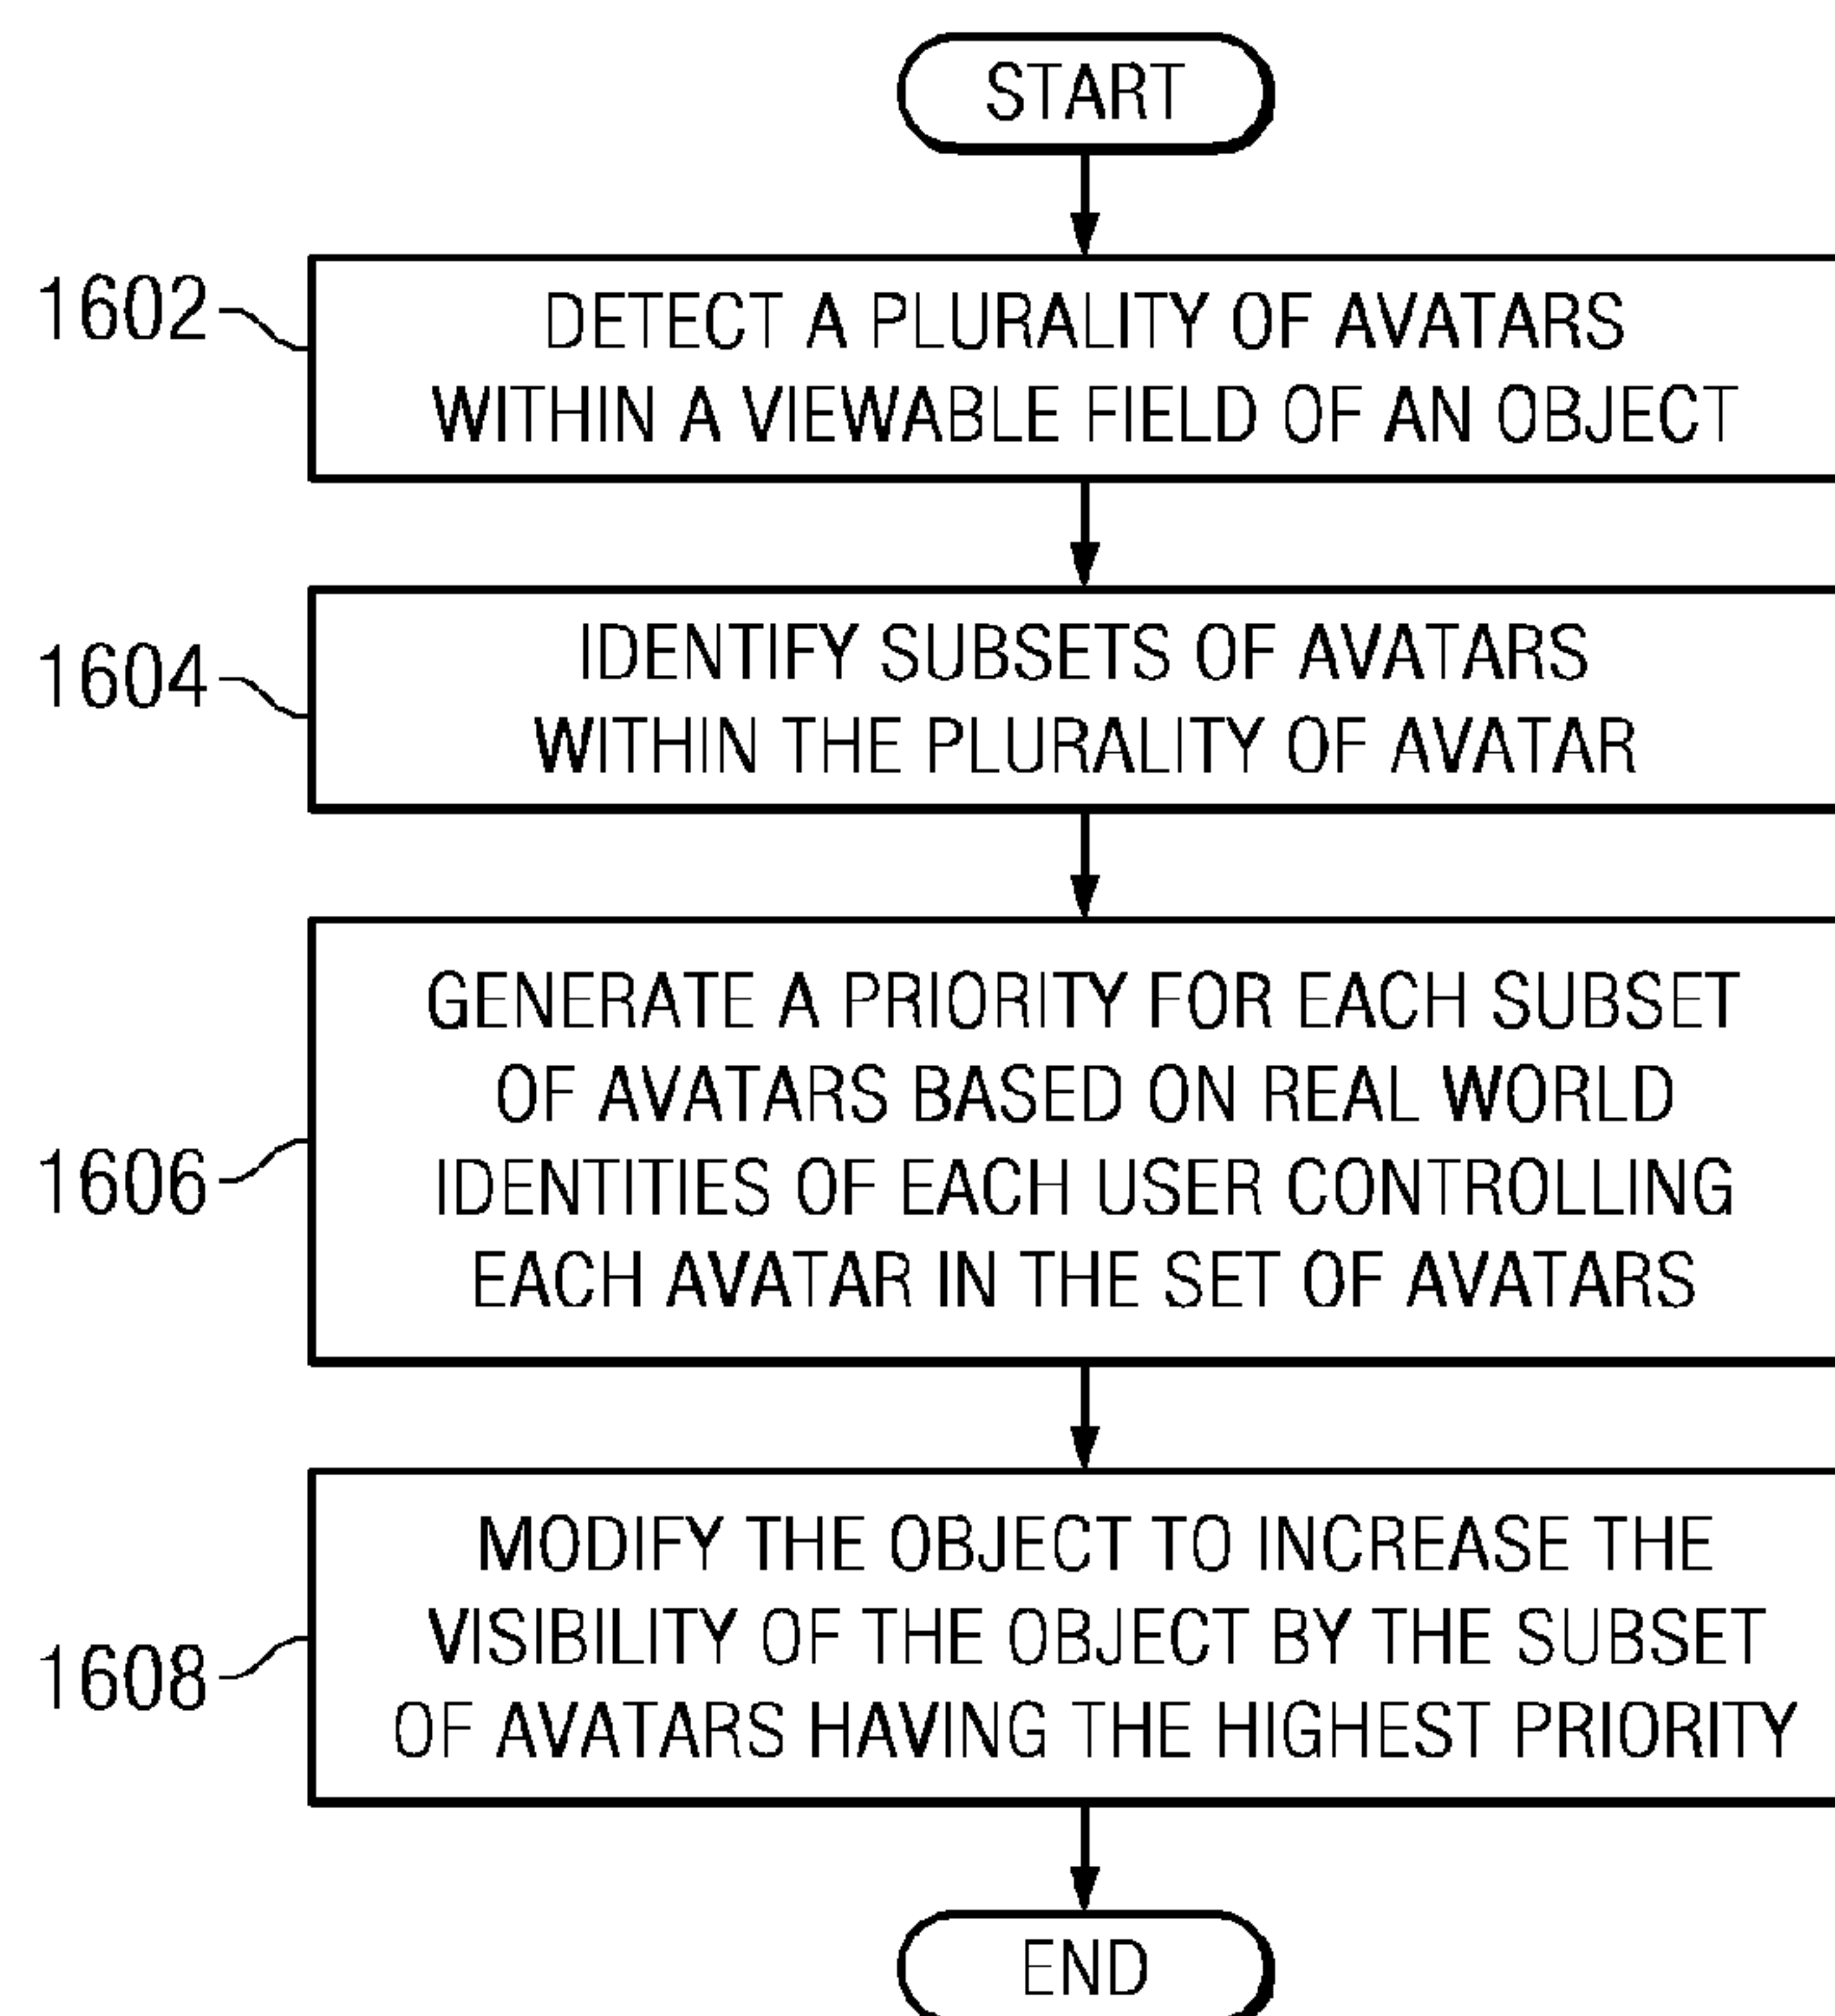 START
1602
DETECT A PLURALITY OF AVATARS
WITHIN A VIEWABLE FIELD OF AN OBJECT
1604
IDENTIFY SUBSETS OF AVATARS
WITHIN THE PLURALITY OF AVATAR
1606
GENERATE A PRIORITY FOR EACH SUBSET
OF AVATARS BASED ON REAL WORLD
IDENTITIES OF EACH USER CONTROLLING
EACH AVATAR IN THE SET OF AVATARS
1608
MODIFY THE OBJECT TO INCREASE THE
VISIBILITY OF THE OBJECT BY THE SUBSET
OF AVATARS HAVING THE HIGHEST PRIORITY
END